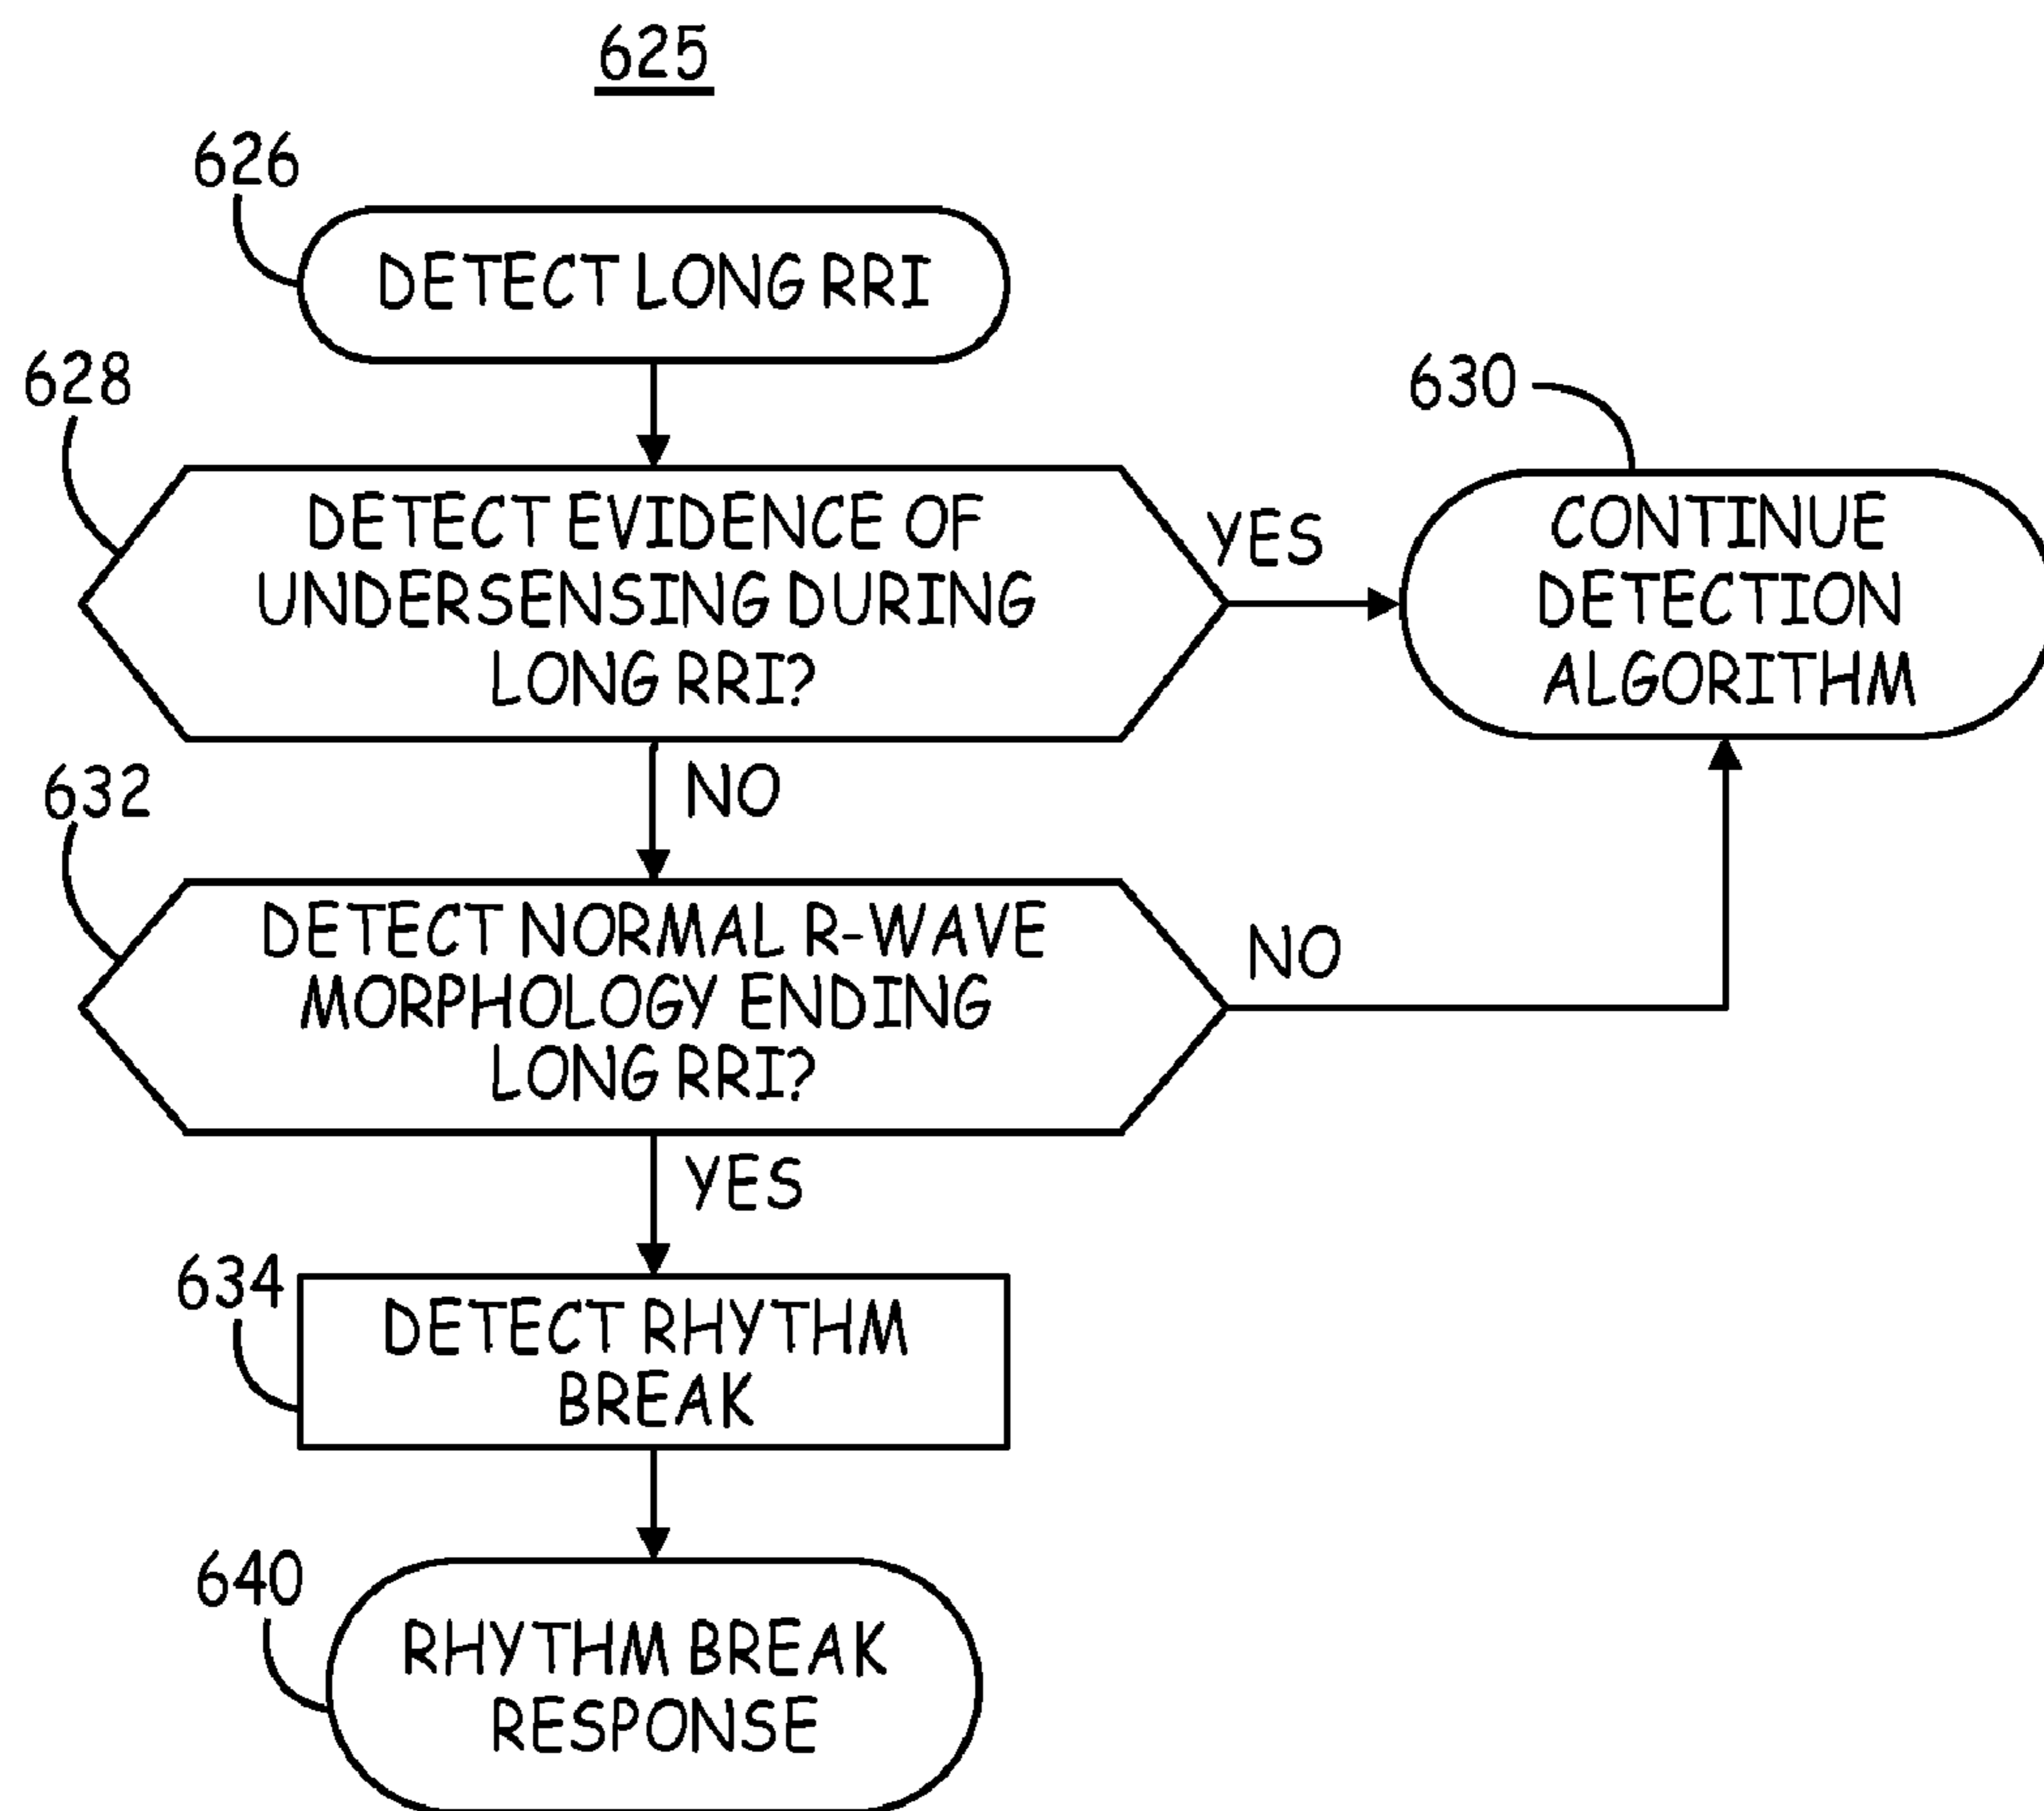 625
626
DETECT LONG RRI
628
630
DETECT EVIDENCE OF
UNDERSENSING DURING
LONG RRI?
YES
CONTINUE
DETECTION
ALGORITHM
NO
632
DETECT NORMAL R-WAVE
MORPHOLOGY ENDING
LONG RRI?
NO
YES
634
DETECT RHYTHM
BREAK
640
RHYTHM BREAK
RESPONSE